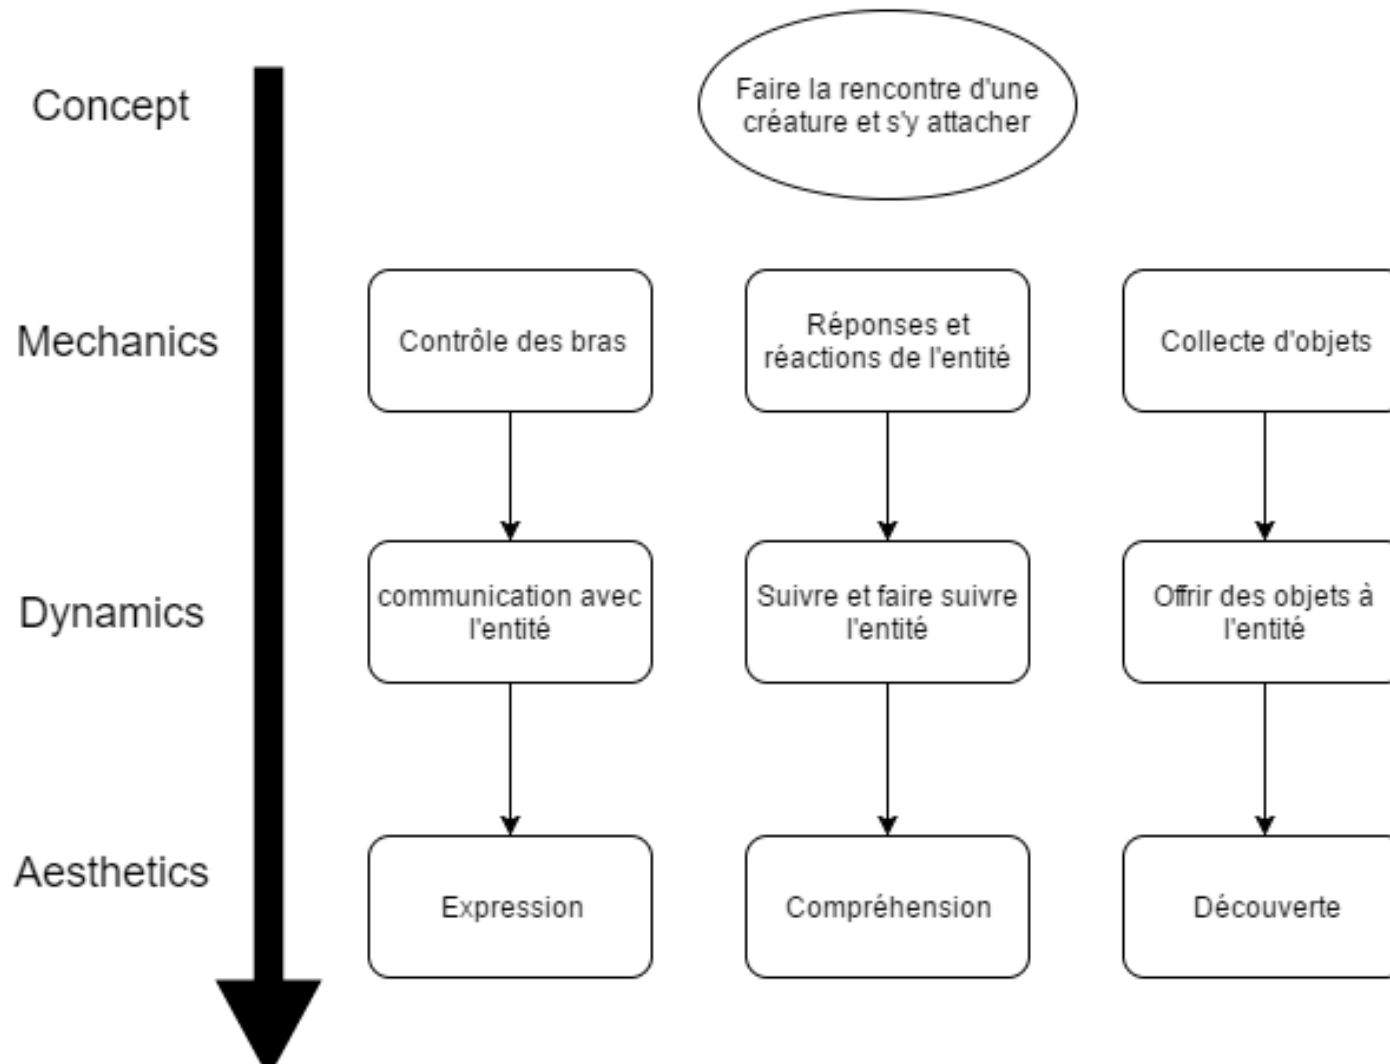 Concept
Faire la rencontre d'une
créature et s'y attacher
Mechanics
Contrôle des bras
Réponses et
réactions de l'entité
Collecte d'objets
Dynamics
communication avec
l'entité
Suivre et faire suivre
l'entité
Offrir des objets à
l'entité
Aesthetics
Expression
Compréhension
Découverte